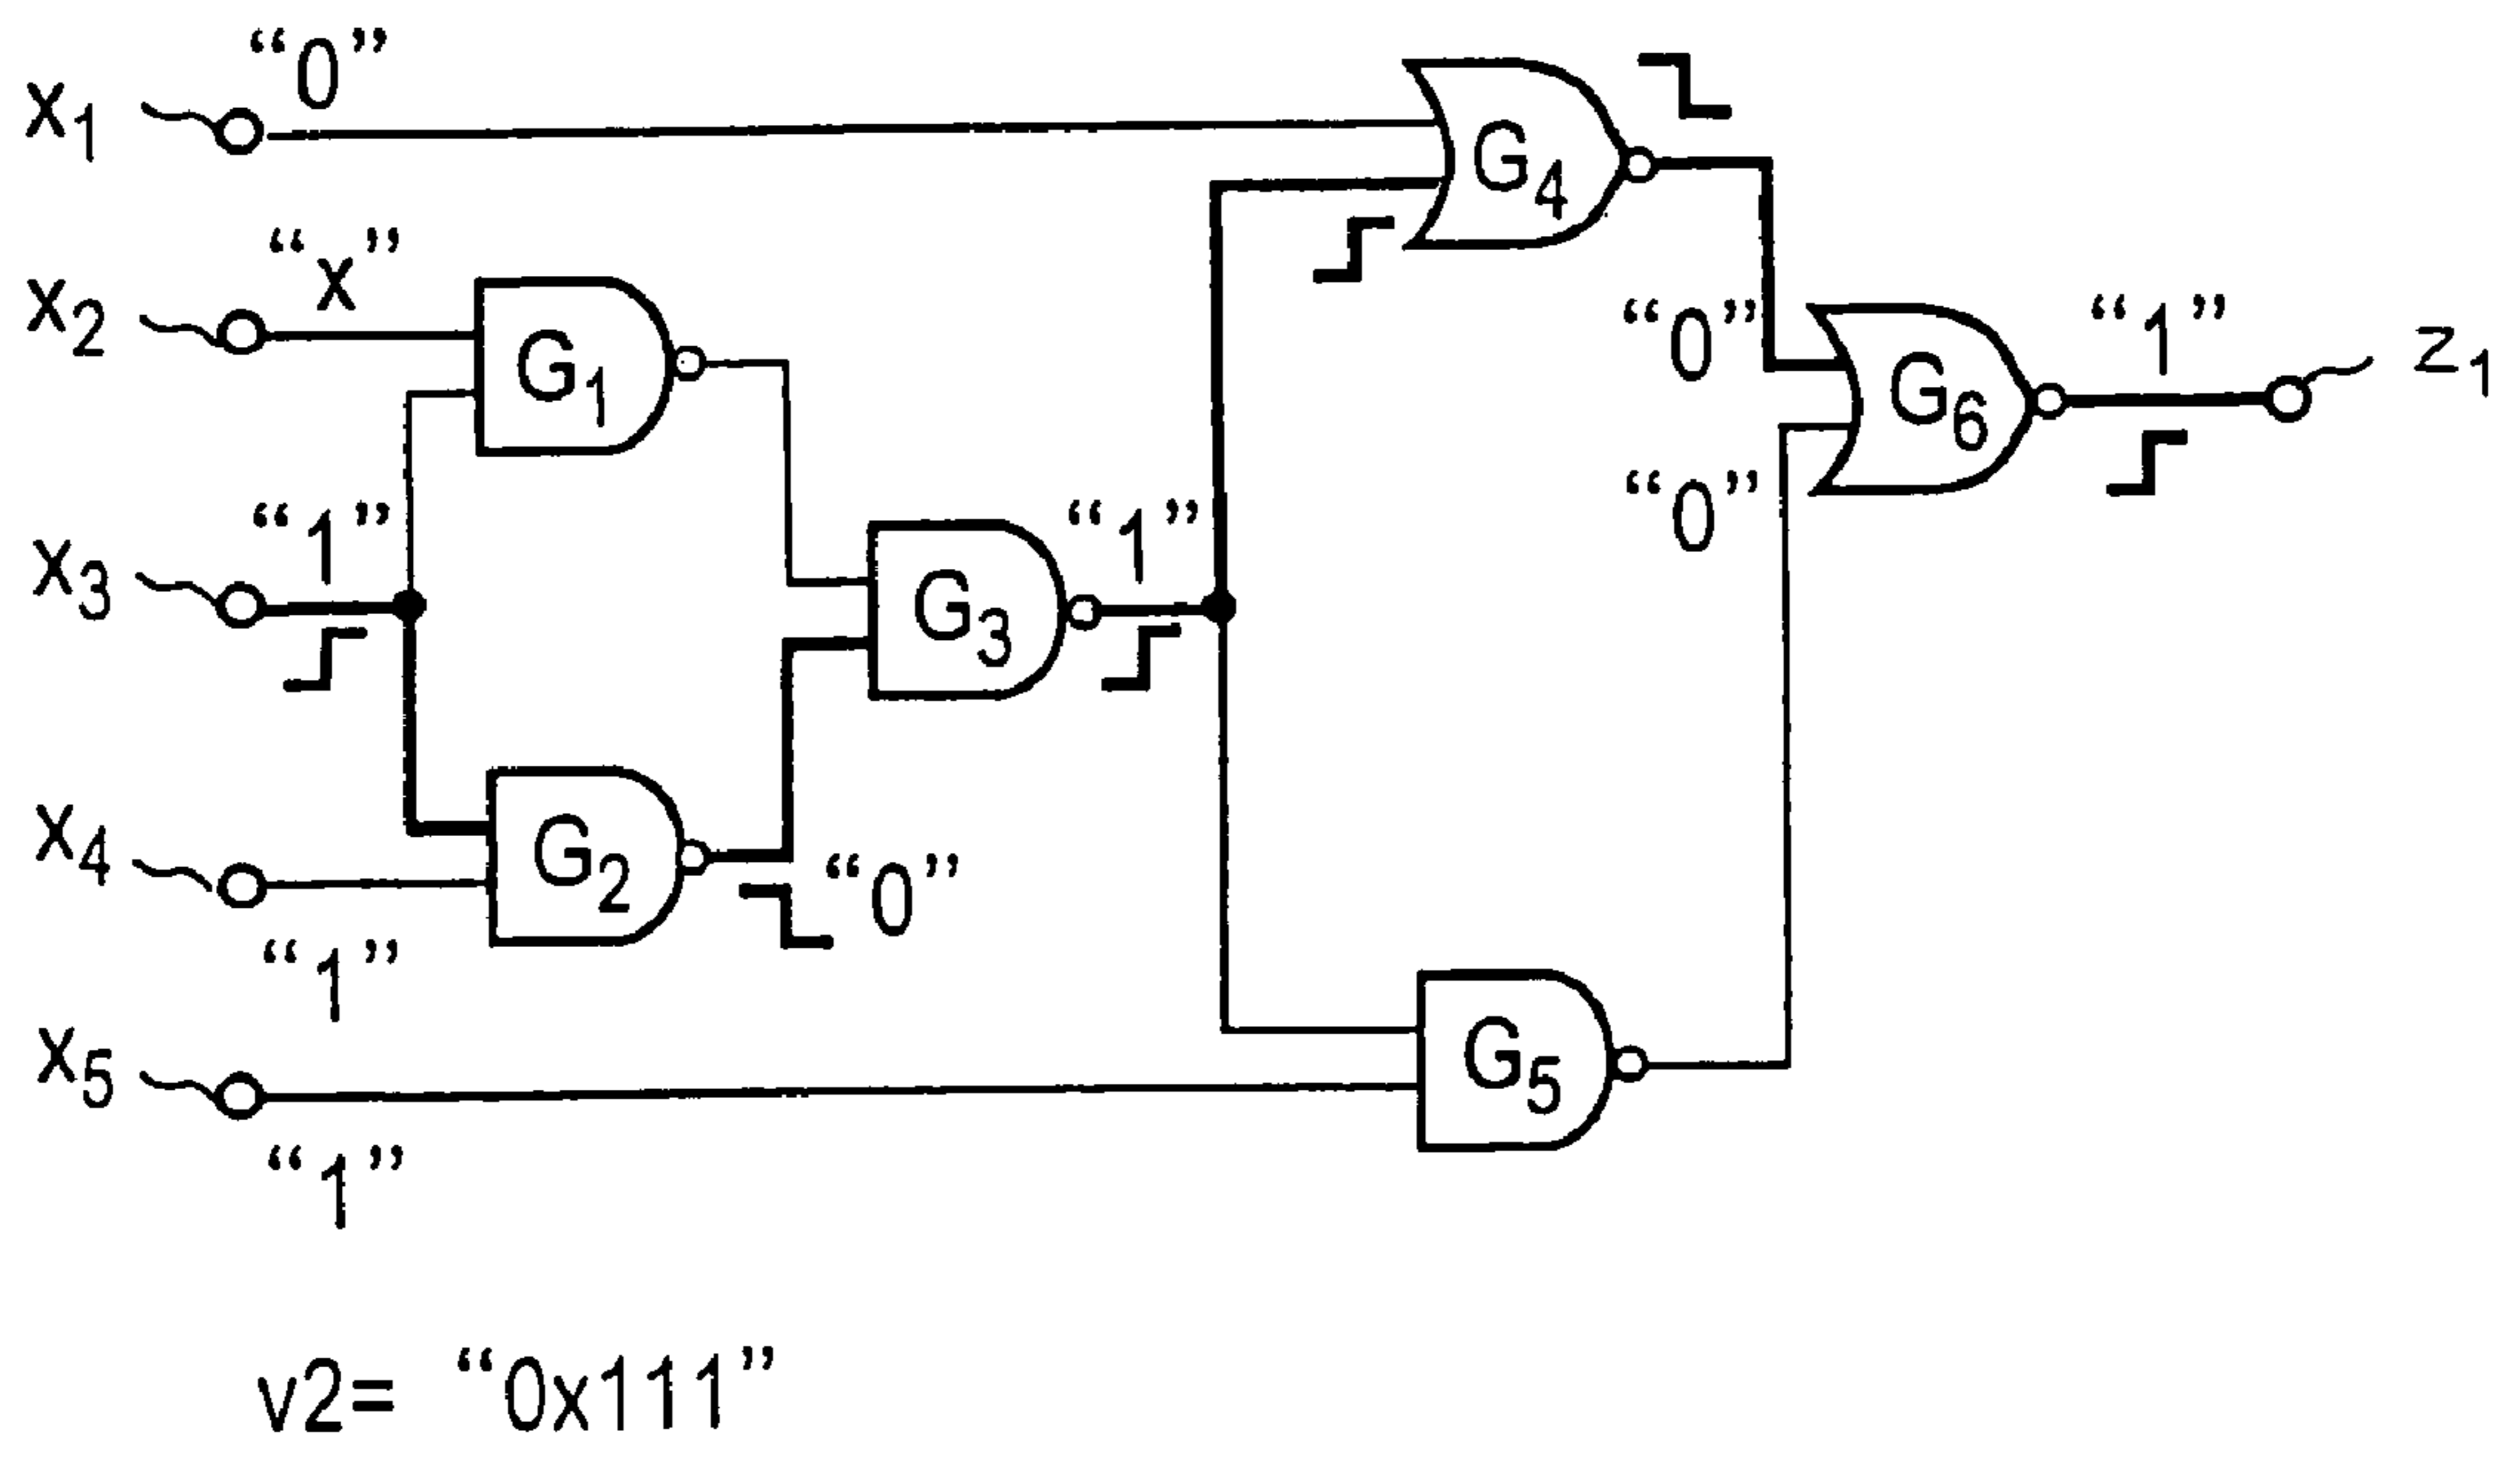 x1
“0”
x2
“x”
x3
“1”
x4
“1”
x5
“1”
G1
G2
“0”
G3
“1”
G4
“0”
“0”
G5
G6
“1”
z1
v2= “0x111”